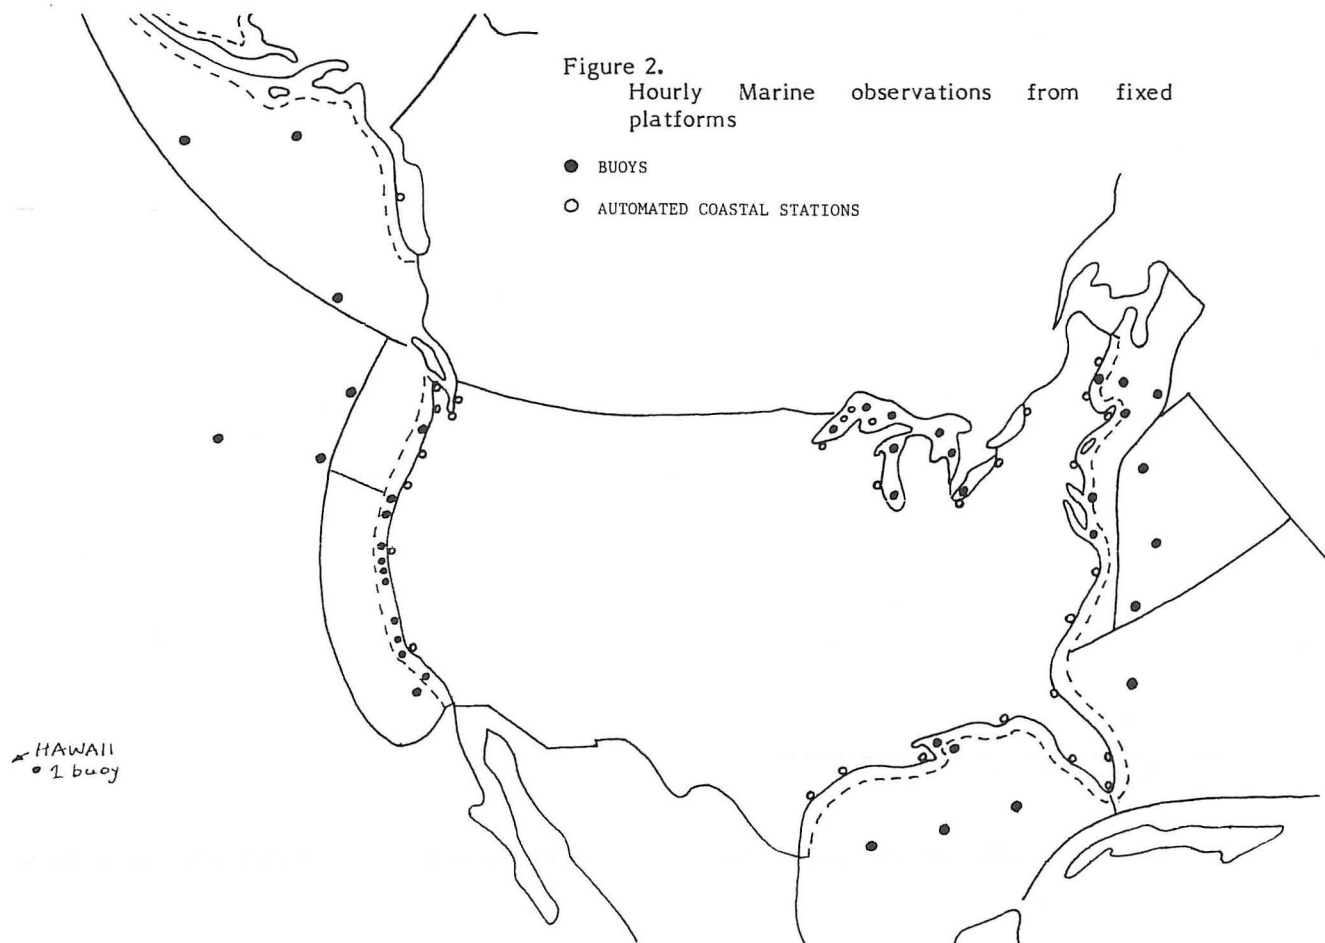 Figure 2.
Hourly Marine observations from fixed
platforms
BUOYS
AUTOMATED COASTAL STATIONS
HAWAII
1 buoy